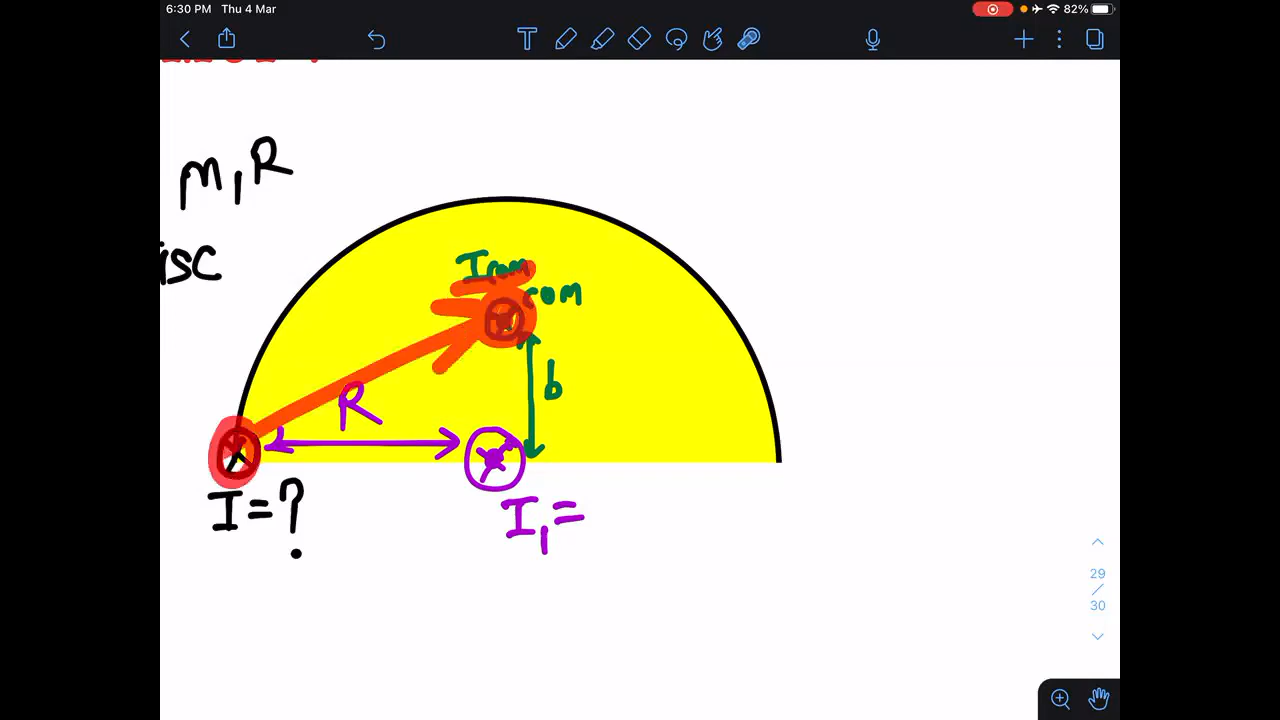 6:30 PM Thu 4 Mar
82%
T
M, R
isc
Icom
com
b
R
I = ?
I₁ =
29
/
30